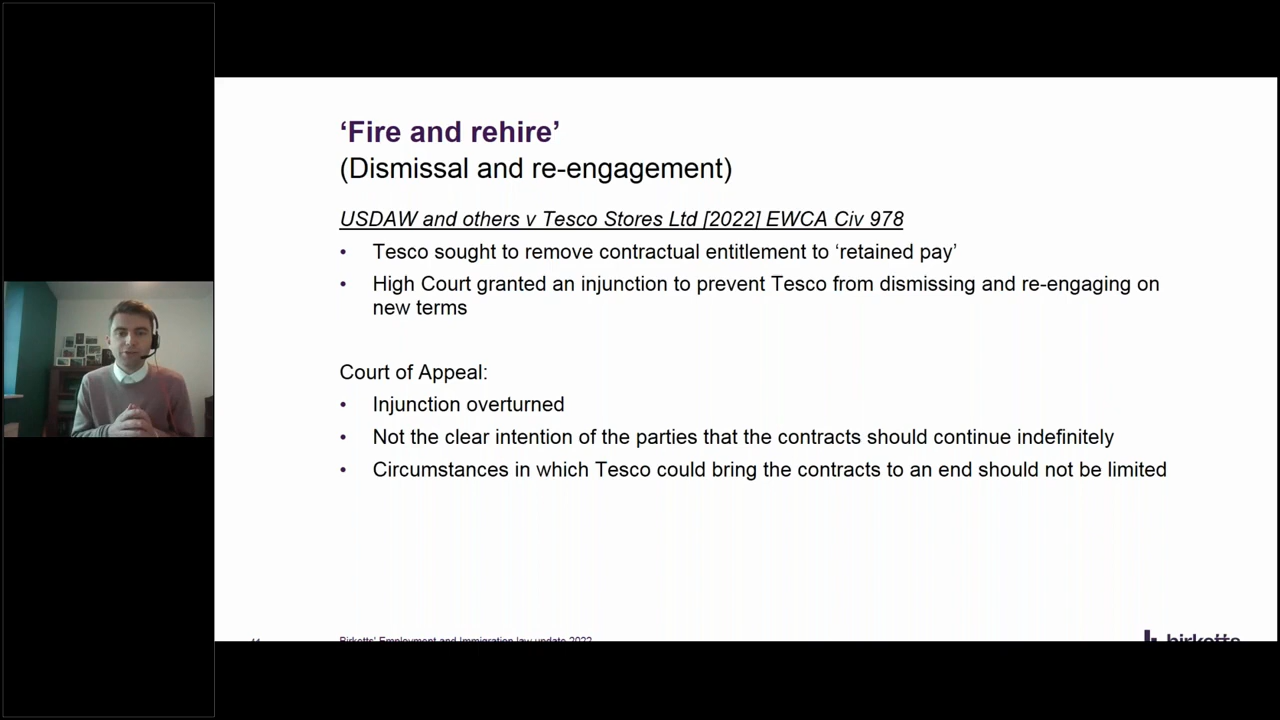 ‘Fire and rehire’
(Dismissal and re-engagement)
USDAW and others v Tesco Stores Ltd [2022] EWCA Civ 978
• Tesco sought to remove contractual entitlement to ‘retained pay’
• High Court granted an injunction to prevent Tesco from dismissing and re-engaging on
new terms
Court of Appeal:
• Injunction overturned
• Not the clear intention of the parties that the contracts should continue indefinitely
• Circumstances in which Tesco could bring the contracts to an end should not be limited
Birketts' Employment and Immigration law update 2022
birketts